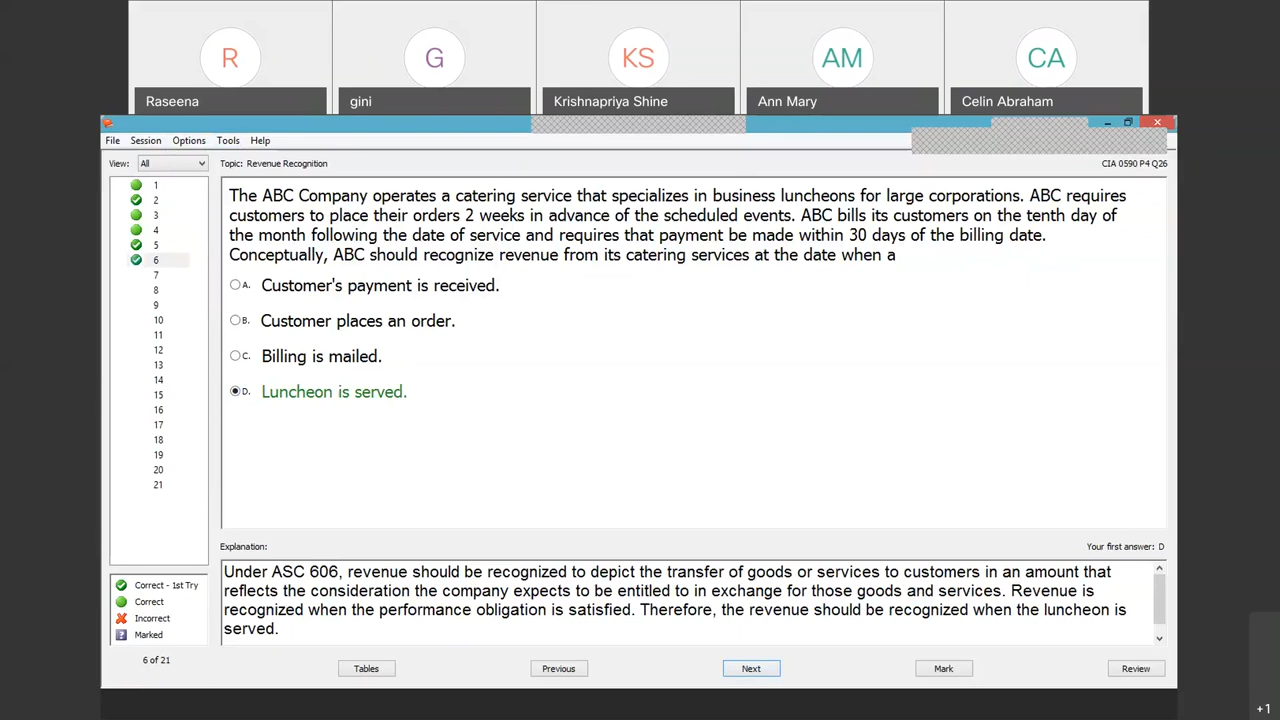 R
G
KS
AM
CA
Raseena
gini
Krishnapriya Shine
Ann Mary
Celin Abraham
File Session Options Tools Help
View: All
Topic: Revenue Recognition
CIA 0590 P4 Q26
1
2
3
4
5
6
7
8
9
10
11
12
13
14
15
16
17
18
19
20
21
The ABC Company operates a catering service that specializes in business luncheons for large corporations. ABC requires
customers to place their orders 2 weeks in advance of the scheduled events. ABC bills its customers on the tenth day of
the month following the date of service and requires that payment be made within 30 days of the billing date.
Conceptually, ABC should recognize revenue from its catering services at the date when a
A. Customer's payment is received.
B. Customer places an order.
C. Billing is mailed.
D. Luncheon is served.
Explanation:
Your first answer: D
Under ASC 606, revenue should be recognized to depict the transfer of goods or services to customers in an amount that
reflects the consideration the company expects to be entitled to in exchange for those goods and services. Revenue is
recognized when the performance obligation is satisfied. Therefore, the revenue should be recognized when the luncheon is
served.
Correct - 1st Try
Correct
Incorrect
? Marked
6 of 21
Tables
Previous
Next
Mark
Review
+1